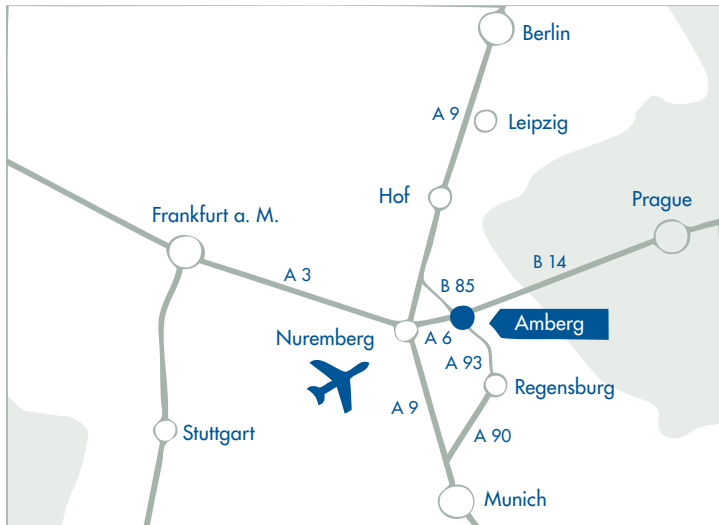 Berlin
A 9
Leipzig
Hof
Prague
Frankfurt a. M.
B 14
A 3
B 85
Amberg
Nuremberg
A 6
A 93
Regensburg
A 9
Stuttgart
A 90
Munich